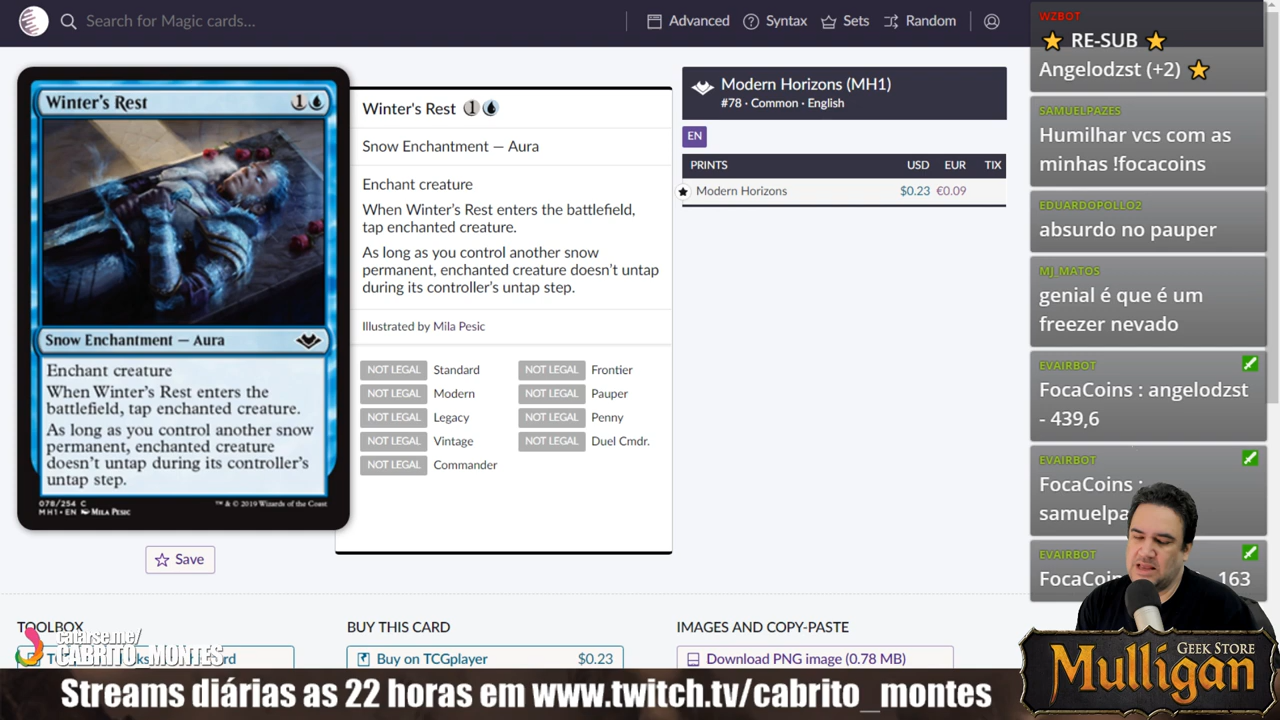 Search for Magic cards...
Advanced
Syntax
Sets
Random
Winter's Rest 1
Snow Enchantment — Aura
Enchant creature
When Winter's Rest enters the
battlefield, tap enchanted creature.
As long as you control another snow
permanent, enchanted creature
doesn't untap during its controller's
untap step.
078/254 C
MH1 • EN Mila Pesic
™ & © 2019 Wizards of the Coast
Save
Winter's Rest 1
Snow Enchantment — Aura
Enchant creature
When Winter's Rest enters the battlefield,
tap enchanted creature.
As long as you control another snow
permanent, enchanted creature doesn't untap
during its controller's untap step.
Illustrated by Mila Pesic
NOT LEGAL Standard NOT LEGAL Frontier
NOT LEGAL Modern NOT LEGAL Pauper
NOT LEGAL Legacy NOT LEGAL Penny
NOT LEGAL Vintage NOT LEGAL Duel Cmdr.
NOT LEGAL Commander
Modern Horizons (MH1)
#78 · Common · English
EN
PRINTS USD EUR TIX
Modern Horizons $0.23 €0.09
WZBOT
RE-SUB
Angelodzst (+2)
SAMUELPAZES
Humilhar vcs com as
minhas !focacoins
EDUARDOPOLLO2
absurdo no pauper
MJ_MATOS
genial é que é um
freezer nevado
EVAIRBOT
FocaCoins : angelodzst
- 439,6
EVAIRBOT
FocaCoins :
samuelpa
EVAIRBOT
FocaCoin 163
TOOLBOX
BUY THIS CARD
Buy on TCGplayer $0.23
IMAGES AND COPY-PASTE
Download PNG image (0.78 MB)
catarse.me/
CABRITO_MONTES
GEEK STORE
Mulligan
Streams diárias as 22 horas em www.twitch.tv/cabrito_montes